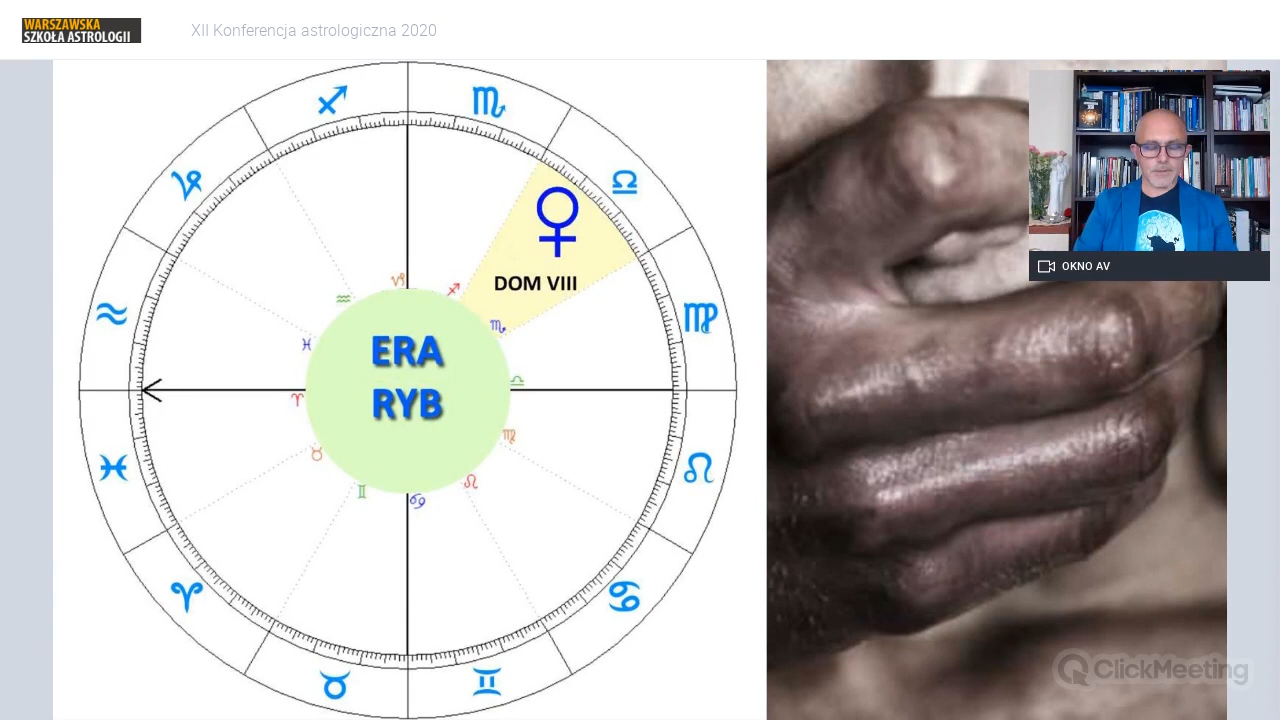 WARSZAWSKA
SZKOŁA ASTROLOGII
XII Konferencja astrologiczna 2020
OKNO AV
DOM VIII
ERA
RYB
ClickMeeting